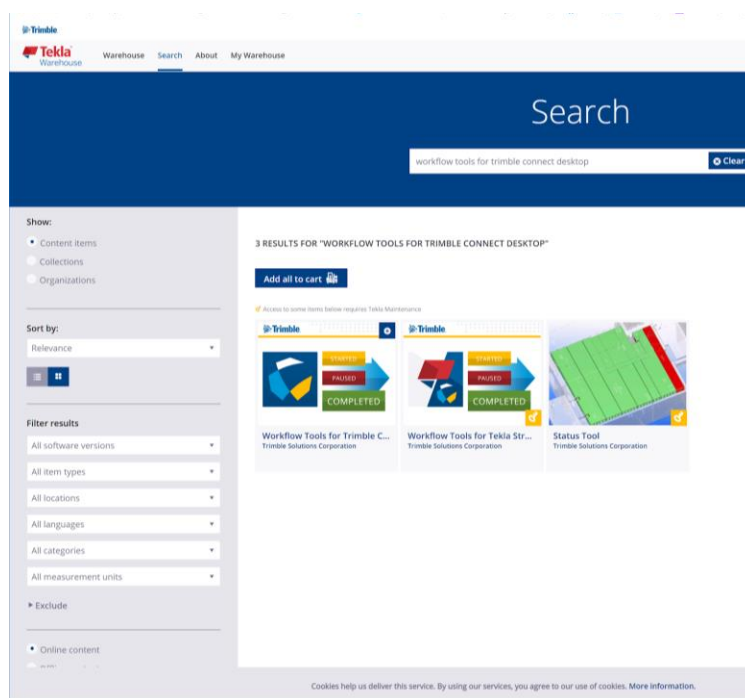 Trimble
Tekla
Warehouse
Warehouse Search About My Warehouse
Search
workflow tools for trimble connect desktop
Clear
Show:
Content items
Collections
Organizations
Sort by:
Relevance
Filter results
All software versions
All item types
All locations
All languages
All categories
All measurement units
Exclude
Online content
3 RESULTS FOR "WORKFLOW TOOLS FOR TRIMBLE CONNECT DESKTOP"
Add all to cart
Access to some items below requires Tekla Maintenance
Trimble
STARTED
PAUSED
COMPLETED
Workflow Tools for Trimble C...
Trimble Solutions Corporation
Trimble
STARTED
PAUSED
COMPLETED
Workflow Tools for Tekla Str...
Trimble Solutions Corporation
Status Tool
Trimble Solutions Corporation
Cookies help us deliver this service. By using our services, you agree to our use of cookies. More information.